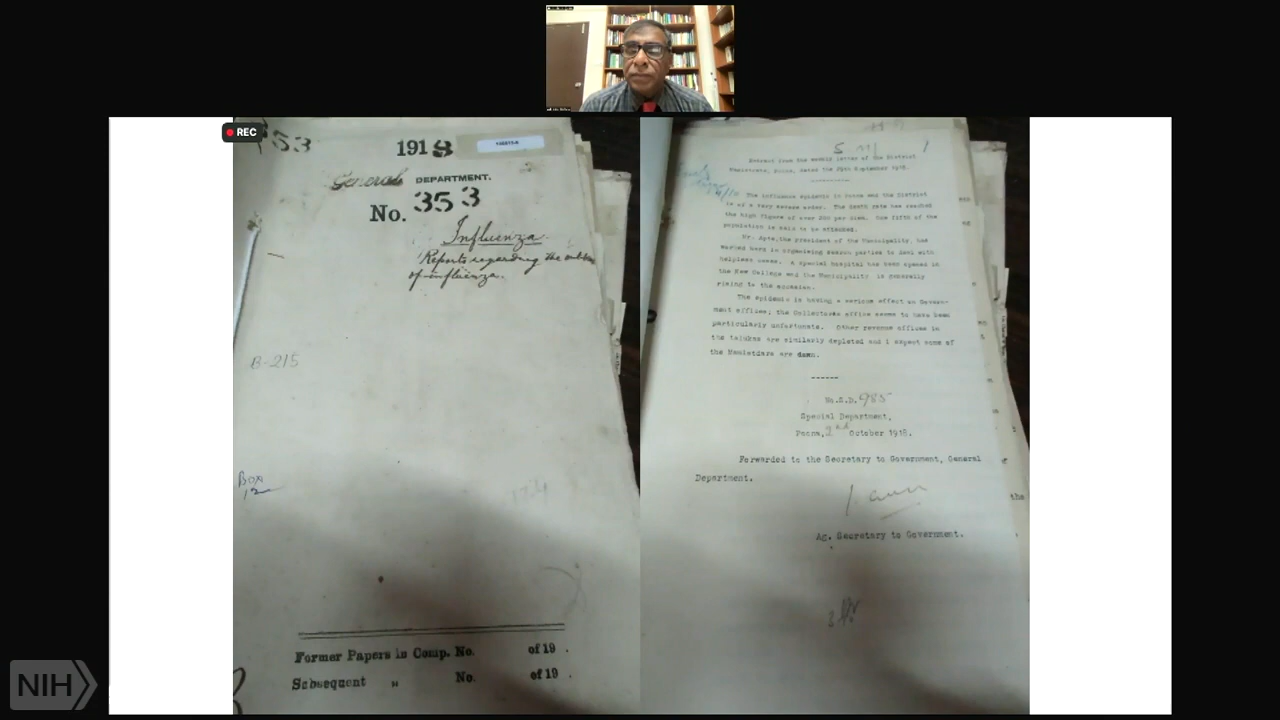 REC
353
1918
General DEPARTMENT.
No. 353
Influenza
Reports regarding the
of influenza.
B-215
Box
12
Former Papers in Comp. No. of 19 .
Subsequent „ No. of 19 .
Extract from the weekly letter of the District
Magistrate, Poona, dated the 29th September 1918.
----------
The influenza epidemic in Poona and the District
is of a very severe order. The death rate has reached
the high figure of over 200 per diem. One fifth of the
population is said to be attacked.
Mr. Apte, the president of the Municipality, has
worked hard in organising search parties to deal with
helpless cases. A special hospital has been opened in
the New College and the Municipality is generally
rising to the occasion.
The epidemic is having a serious effect on Govern-
ment offices; the Collectors office seems to have been
particularly unfortunate. Other revenue offices in
the talukas are similarly depleted and I expect some of
the Mamletdars are down.
------
No.S.D. 985
Special Department,
Poona, 2nd October 1918.
Forwarded to the Secretary to Government, General
Department.
Ag. Secretary to Government.
the
NIH